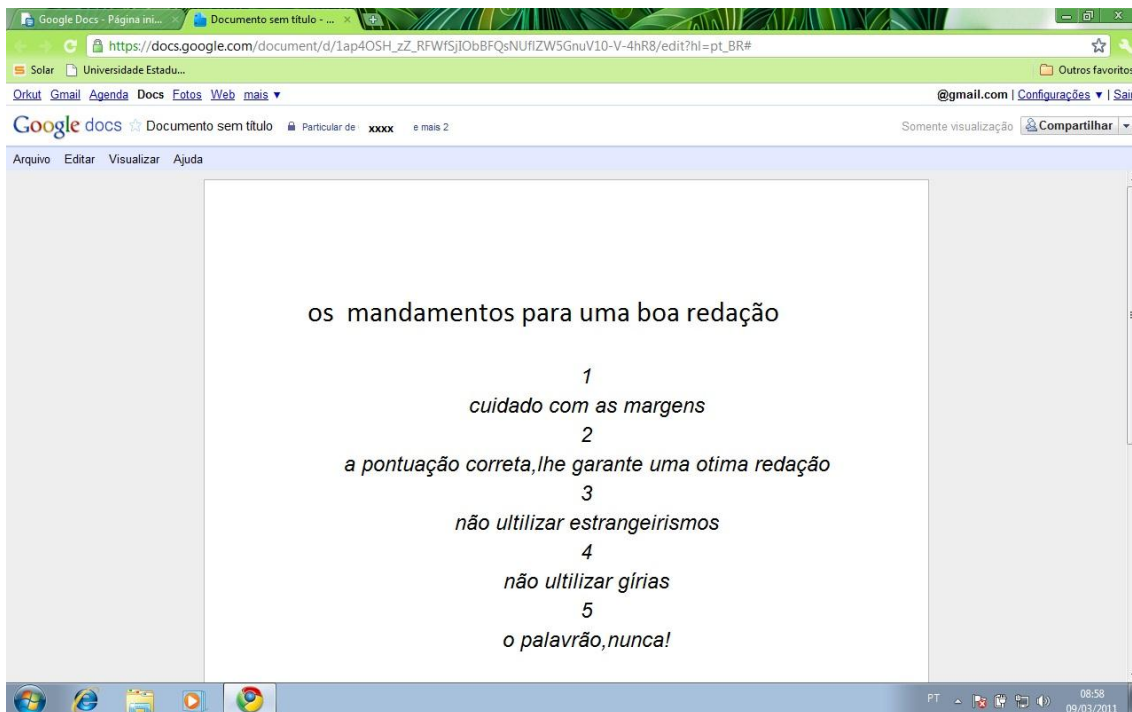 Google Docs - Página ini...
Documento sem título - ...
https://docs.google.com/document/d/1ap4OSH_zZ_RFWfSjIObBFQsNUfIZW5GnuV10-V-4hR8/edit?hl=pt_BR#
Solar Universidade Estadu... Outros favoritos
Orkut Gmail Agenda Docs Fotos Web mais @gmail.com | Configurações | Sair
Google docs Documento sem título Particular de xxxx e mais 2 Somente visualização Compartilhar
Arquivo Editar Visualizar Ajuda
os mandamentos para uma boa redação
1
cuidado com as margens
2
a pontuação correta,lhe garante uma otima redação
3
não ultilizar estrangeirismos
4
não ultilizar gírias
5
o palavrão,nunca!
PT 08:58
09/03/2011